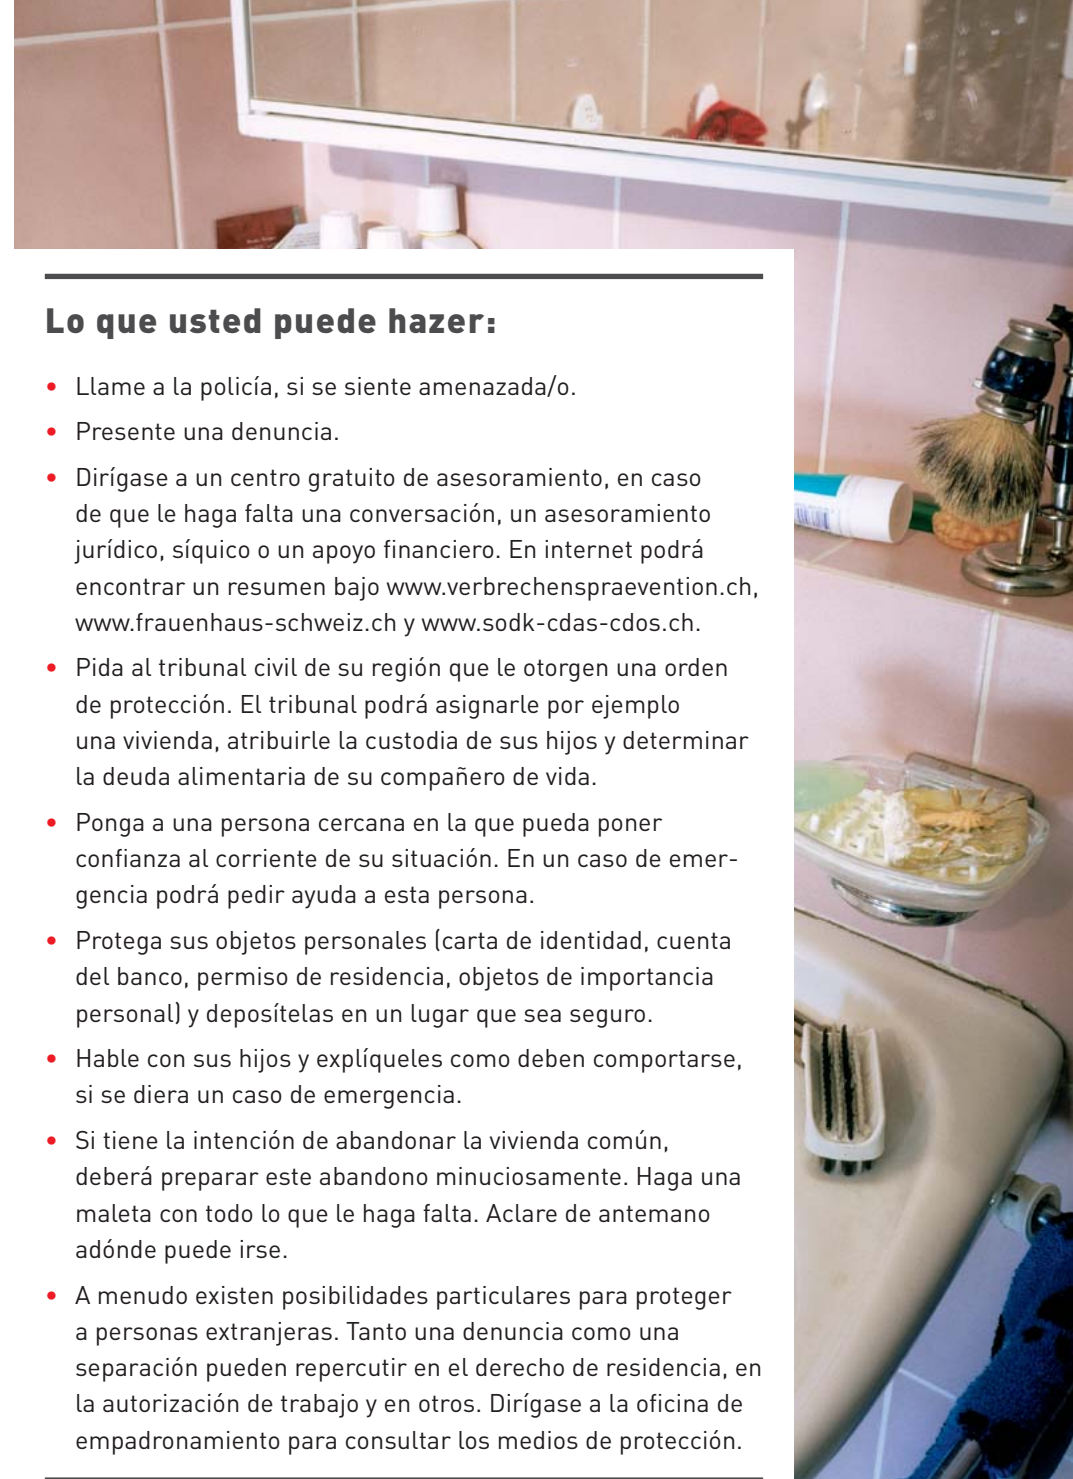 Lo que usted puede hazer:
• Llame a la policía, si se siente amenazada/o.
• Presente una denuncia.
• Dirígase a un centro gratuito de asesoramiento, en caso
de que le haga falta una conversación, un asesoramiento
jurídico, síquico o un apoyo financiero. En internet podrá
encontrar un resumen bajo www.verbrechenspraevention.ch,
www.frauenhaus-schweiz.ch y www.sodk-cdas-cdos.ch.
• Pida al tribunal civil de su región que le otorgen una orden
de protección. El tribunal podrá asignarle por ejemplo
una vivienda, atribuirle la custodia de sus hijos y determinar
la deuda alimentaria de su compañero de vida.
• Ponga a una persona cercana en la que pueda poner
confianza al corriente de su situación. En un caso de emer-
gencia podrá pedir ayuda a esta persona.
• Protega sus objetos personales (carta de identidad, cuenta
del banco, permiso de residencia, objetos de importancia
personal) y deposítelas en un lugar que sea seguro.
• Hable con sus hijos y explíqueles como deben comportarse,
si se diera un caso de emergencia.
• Si tiene la intención de abandonar la vivienda común,
deberá preparar este abandono minuciosamente. Haga una
maleta con todo lo que le haga falta. Aclare de antemano
adónde puede irse.
• A menudo existen posibilidades particulares para proteger
a personas extranjeras. Tanto una denuncia como una
separación pueden repercutir en el derecho de residencia, en
la autorización de trabajo y en otros. Dirígase a la oficina de
empadronamiento para consultar los medios de protección.